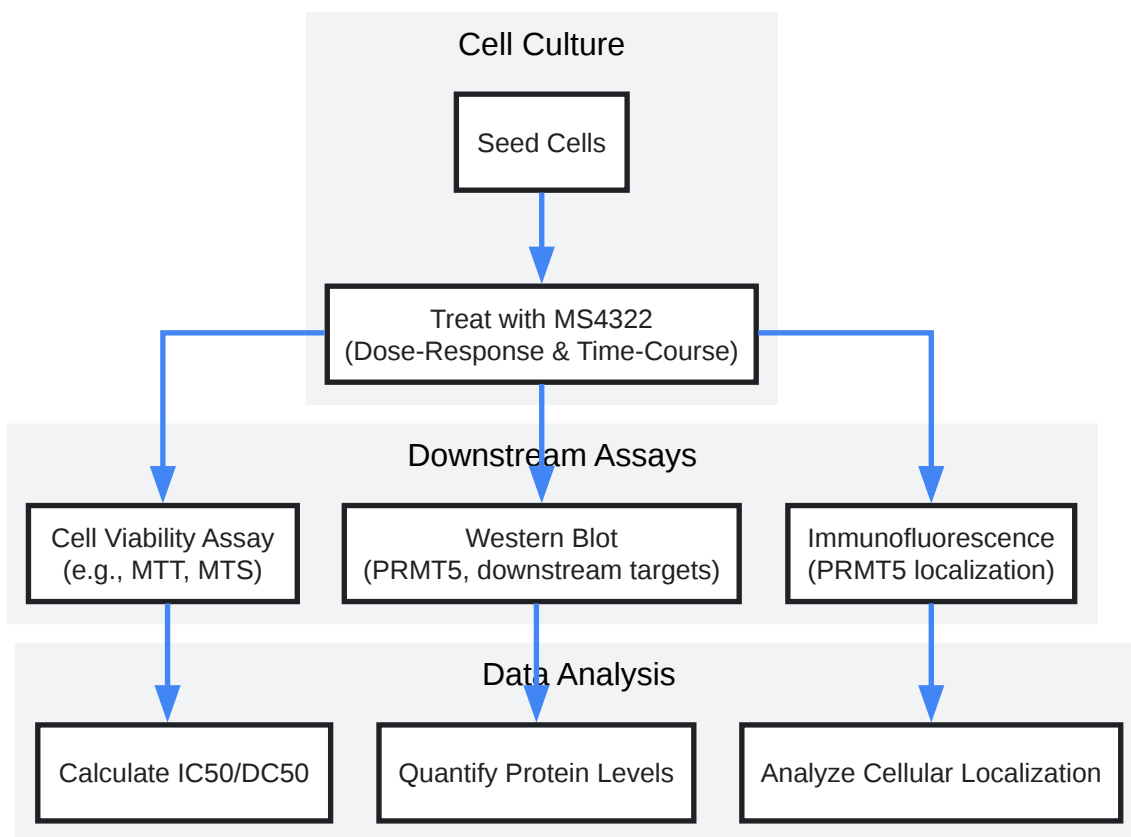 Cell Culture
Seed Cells
Treat with MS4322
(Dose-Response & Time-Course)
Downstream Assays
Cell Viability Assay
(e.g., MTT, MTS)
Western Blot
(PRMT5, downstream targets)
Immunofluorescence
(PRMT5 localization)
Data Analysis
Calculate IC50/DC50
Quantify Protein Levels
Analyze Cellular Localization